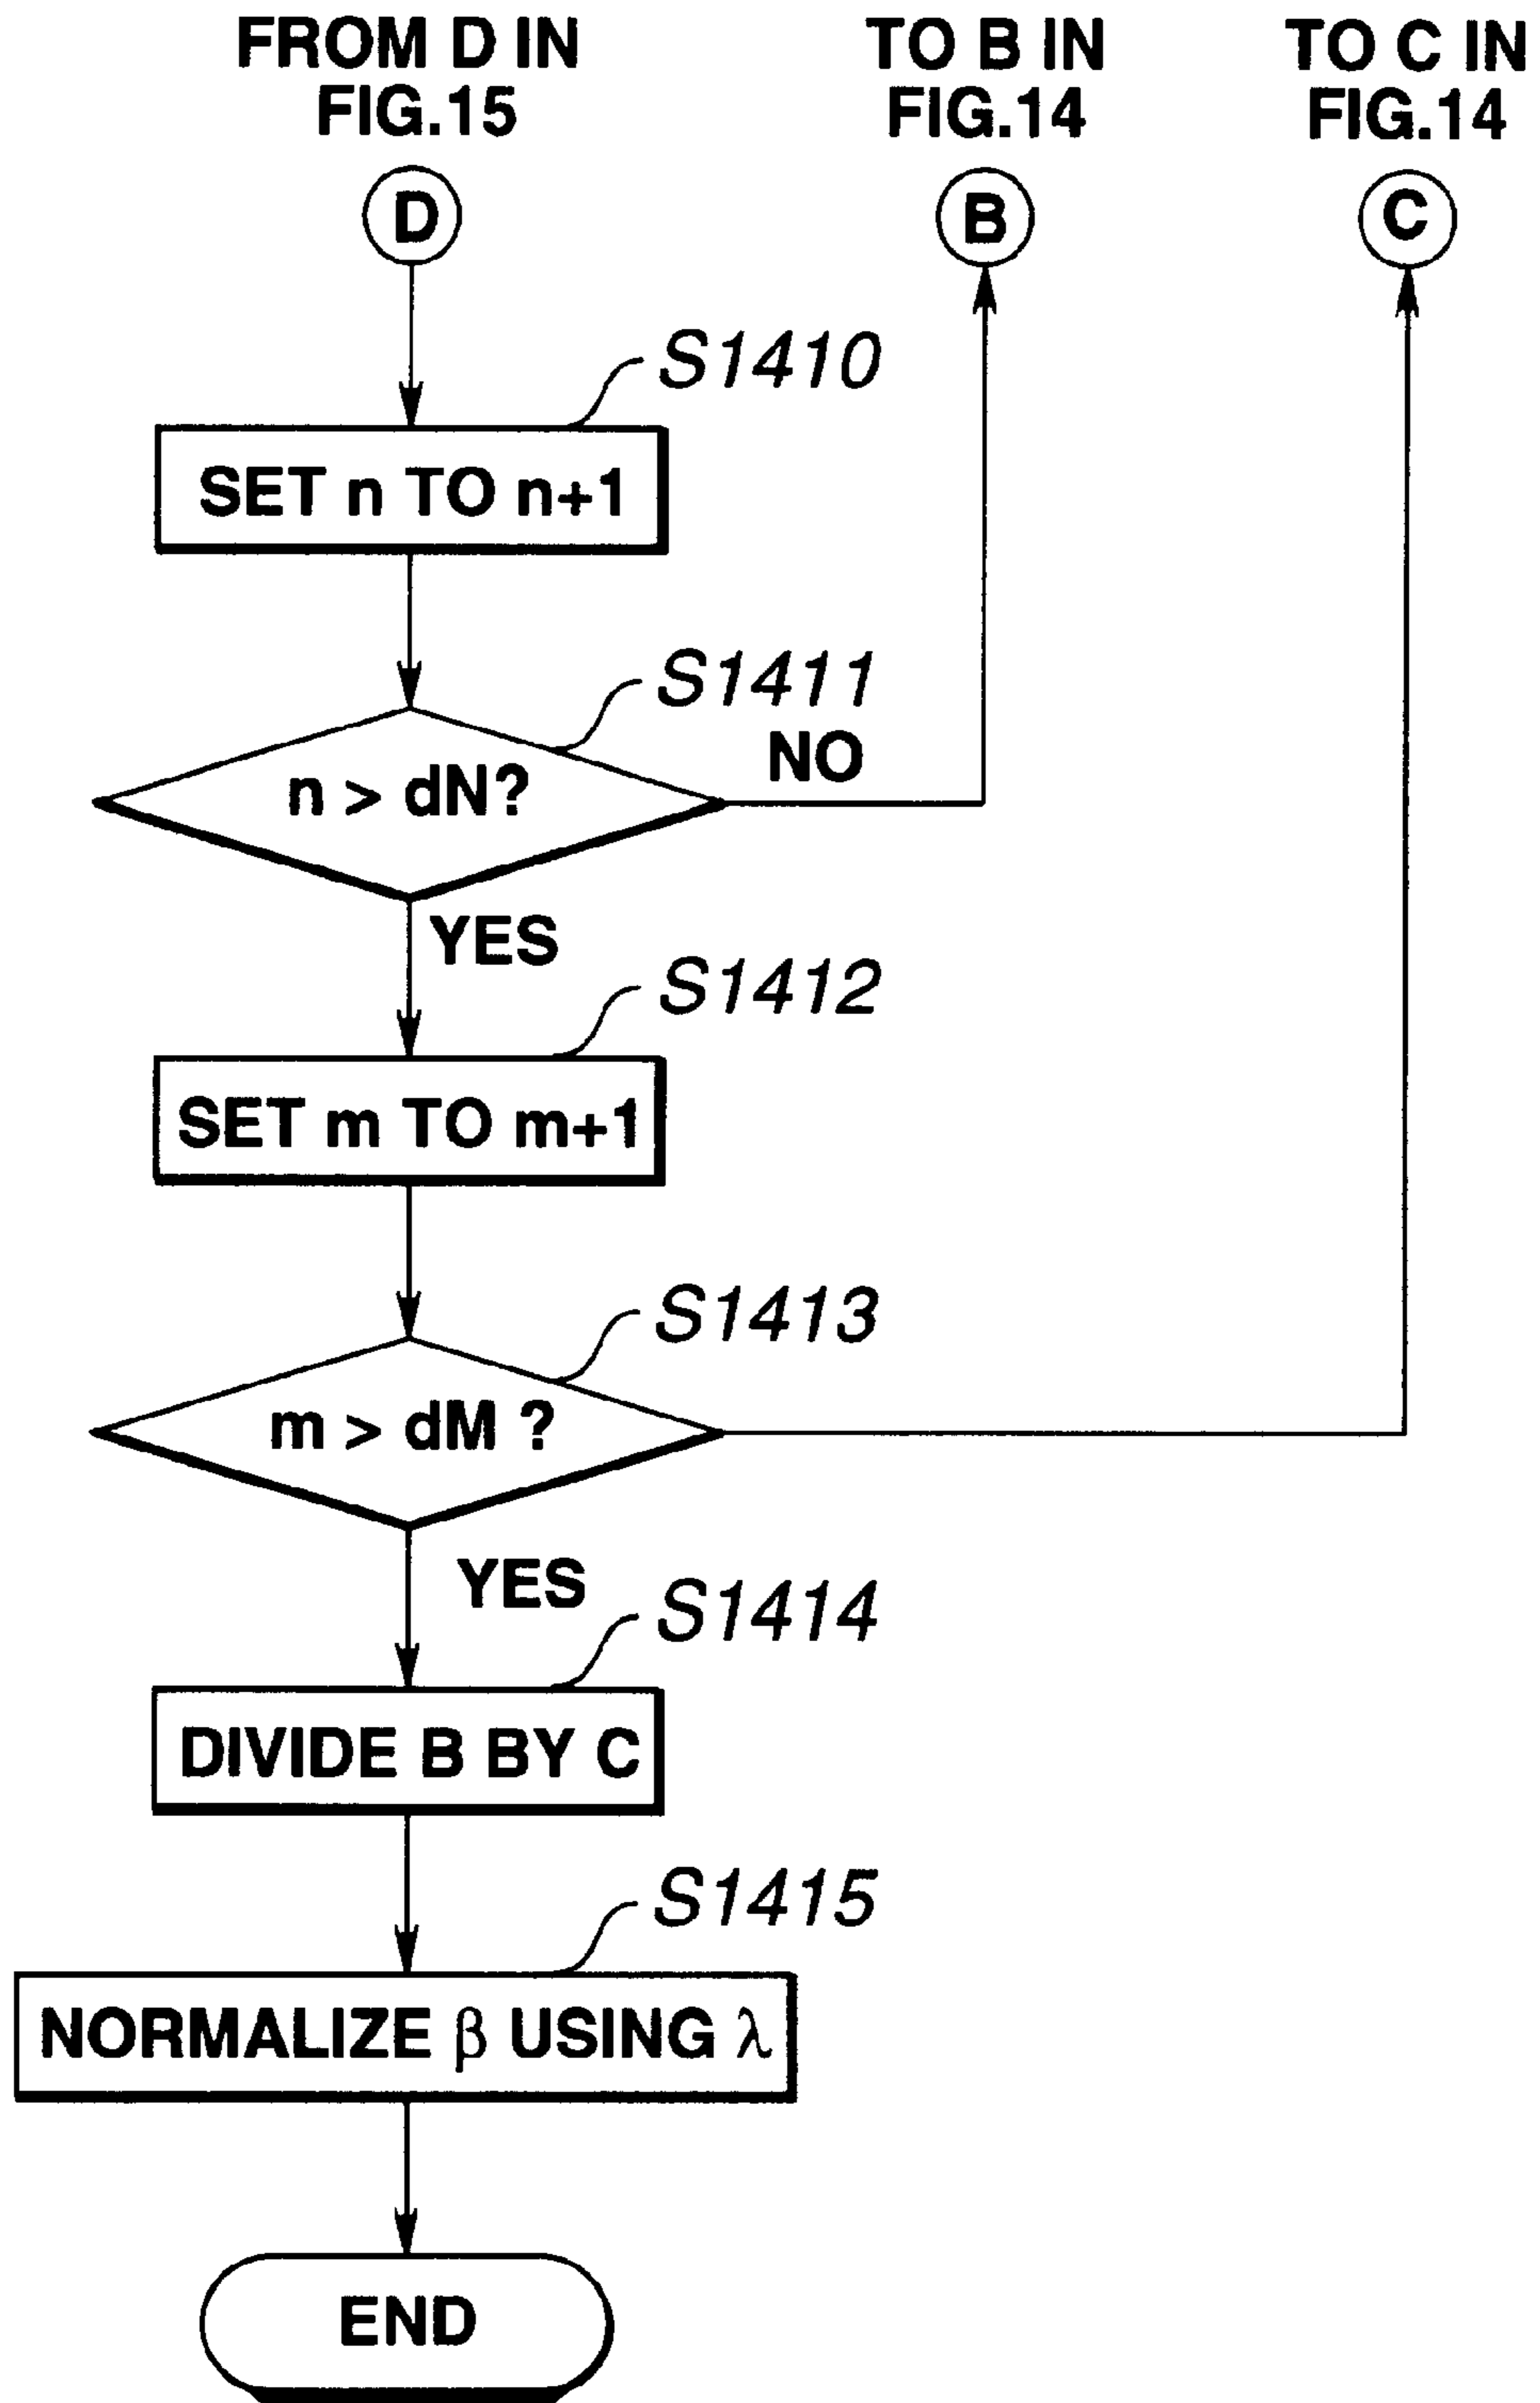 FROM D IN
FIG.15
TO B IN
FIG.14
TO C IN
FIG.14
D
B
C
S1410
SET n TO n+1
S1411
n > dN?
NO
YES
S1412
SET m TO m+1
S1413
m > dM ?
YES
S1414
DIVIDE B BY C
S1415
NORMALIZE β USING λ
END